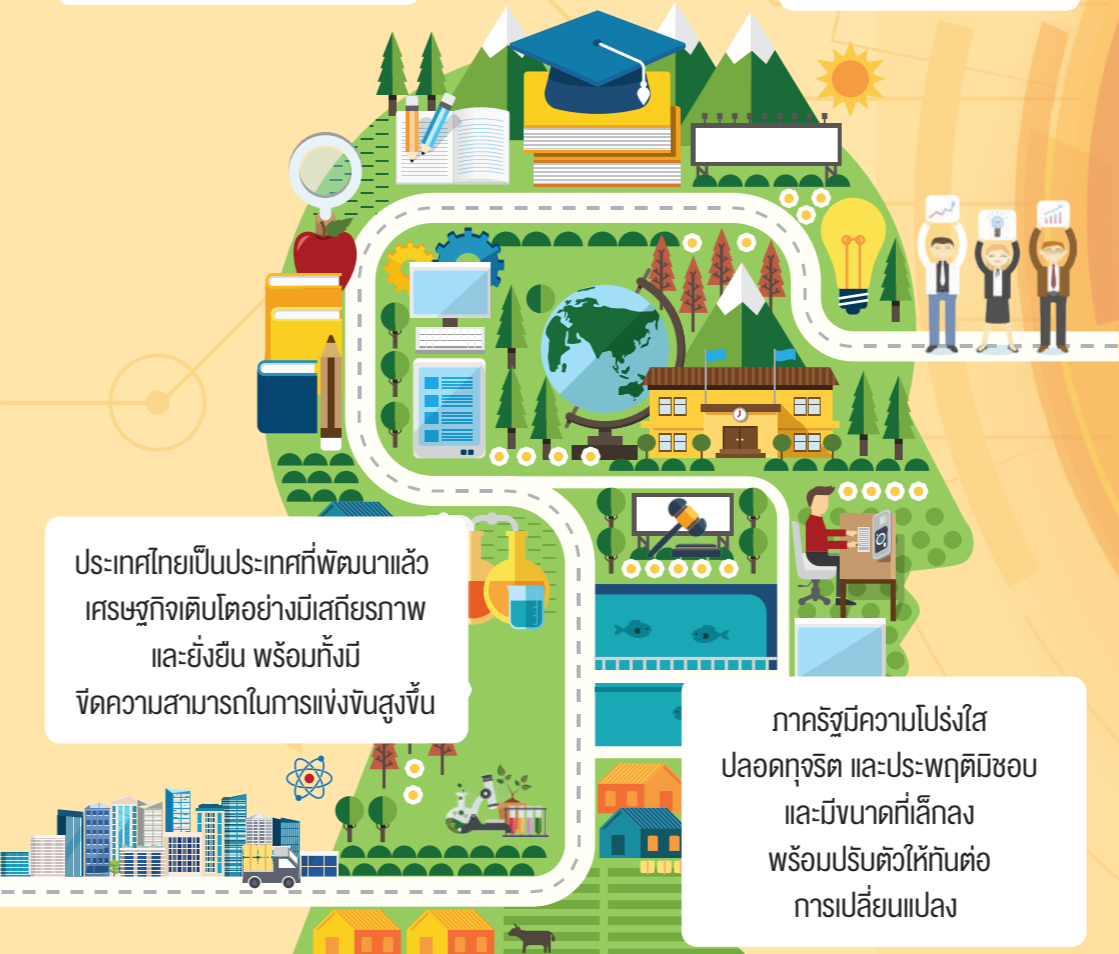 ประเทศไทยเป็นประเทศที่พัฒนาแล้ว
เศรษฐกิจเติบโตอย่างมีเสถียรภาพ
และยั่งยืน พร้อมทั้งมี
ขีดความสามารถในการแข่งขันสูงขึ้น
ภาครัฐมีความโปร่งใส
ปลอดทุจริต และประพฤติมิชอบ
และมีขนาดที่เล็กลง
พร้อมปรับตัวให้ทันต่อ
การเปลี่ยนแปลง